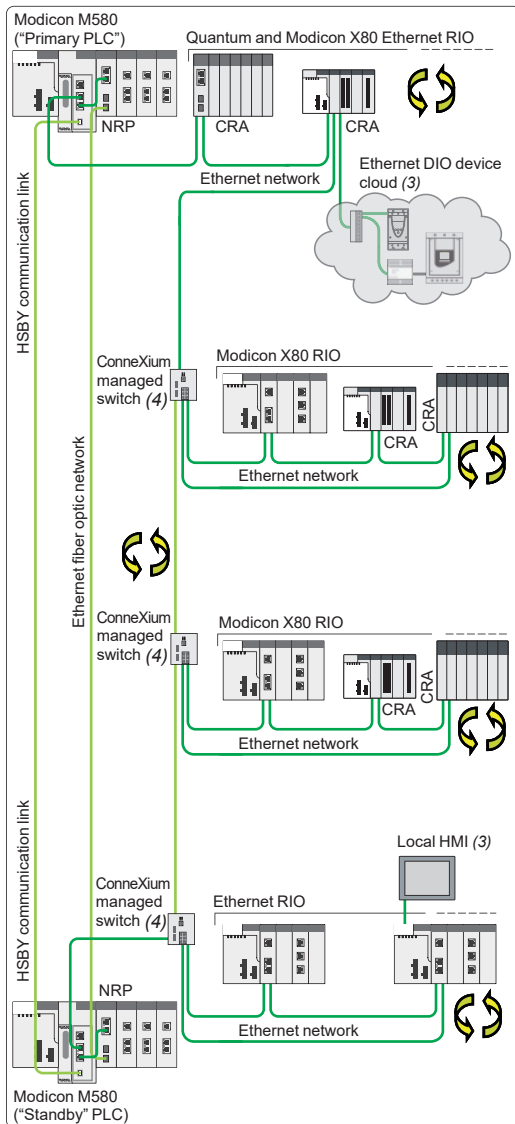 Modicon M580
("Primary PLC")
Quantum and Modicon X80 Ethernet RIO
NRP
CRA
CRA
Ethernet network
Ethernet DIO device
cloud (3)
HSBY communication link
Ethernet fiber optic network
ConneXium
managed
switch (4)
Modicon X80 RIO
CRA
CRA
Ethernet network
ConneXium
managed
switch (4)
Modicon X80 RIO
CRA
CRA
Ethernet network
HSBY communication link
Local HMI (3)
ConneXium
managed
switch (4)
Ethernet RIO
NRP
Ethernet network
Modicon M580
("Standby" PLC)